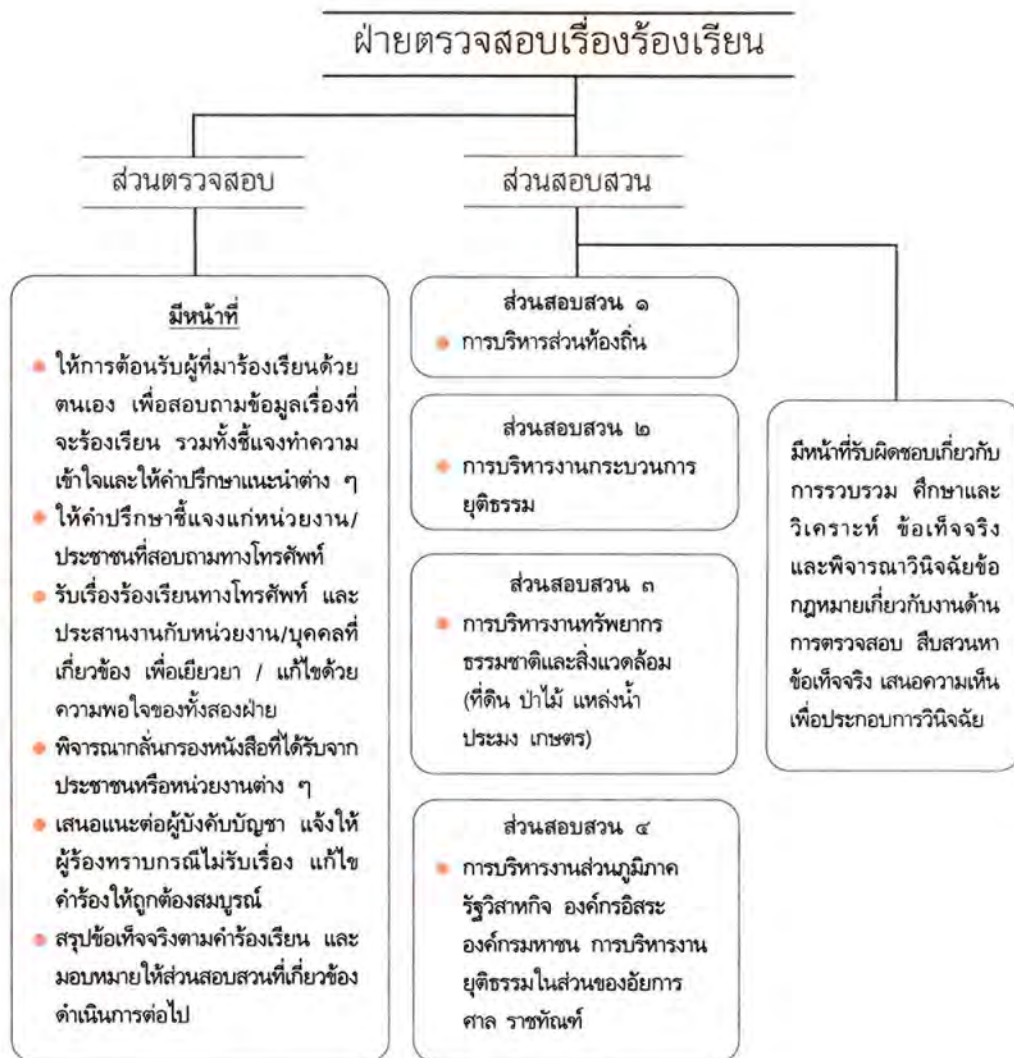 ฝ่ายตรวจสอบเรื่องร้องเรียน
ส่วนตรวจสอบ
ส่วนสอบสวน
มีหน้าที่
ให้การต้อนรับผู้ที่มาร้องเรียนด้วย
ตนเอง เพื่อสอบถามข้อมูลเรื่องที่
จะร้องเรียน รวมทั้งชี้แจงทำความ
เข้าใจและให้คำปรึกษาแนะนำต่าง ๆ
ให้คำปรึกษาชี้แจงแก่หน่วยงาน/
ประชาชนที่สอบถามทางโทรศัพท์
รับเรื่องร้องเรียนทางโทรศัพท์ และ
ประสานงานกับหน่วยงาน/บุคคลที่
เกี่ยวข้อง เพื่อเยียวยา / แก้ไขด้วย
ความพอใจของทั้งสองฝ่าย
พิจารณากลั่นกรองหนังสือที่ได้รับจาก
ประชาชนหรือหน่วยงานต่าง ๆ
เสนอแนะต่อผู้บังคับบัญชา แจ้งให้
ผู้ร้องทราบกรณีไม่รับเรื่อง แก้ไข
คำร้องให้ถูกต้องสมบูรณ์
สรุปข้อเท็จจริงตามคำร้องเรียน และ
มอบหมายให้ส่วนสอบสวนที่เกี่ยวข้อง
ดำเนินการต่อไป
ส่วนสอบสวน ๑
การบริหารส่วนท้องถิ่น
ส่วนสอบสวน ๒
การบริหารงานกระบวนการ
ยุติธรรม
ส่วนสอบสวน ๓
การบริหารงานทรัพยากร
ธรรมชาติและสิ่งแวดล้อม
(ที่ดิน ป่าไม้ แหล่งน้ำ
ประมง เกษตร)
ส่วนสอบสวน ๔
การบริหารงานส่วนภูมิภาค
รัฐวิสาหกิจ องค์กรอิสระ
องค์กรมหาชน การบริหารงาน
ยุติธรรมในส่วนของอัยการ
ศาล ราชทัณฑ์
มีหน้าที่รับผิดชอบเกี่ยวกับ
การรวบรวม ศึกษาและ
วิเคราะห์ ข้อเท็จจริง
และพิจารณาวินิจฉัยข้อ
กฎหมายเกี่ยวกับงานด้าน
การตรวจสอบ สืบสวนหา
ข้อเท็จจริง เสนอความเห็น
เพื่อประกอบการวินิจฉัย